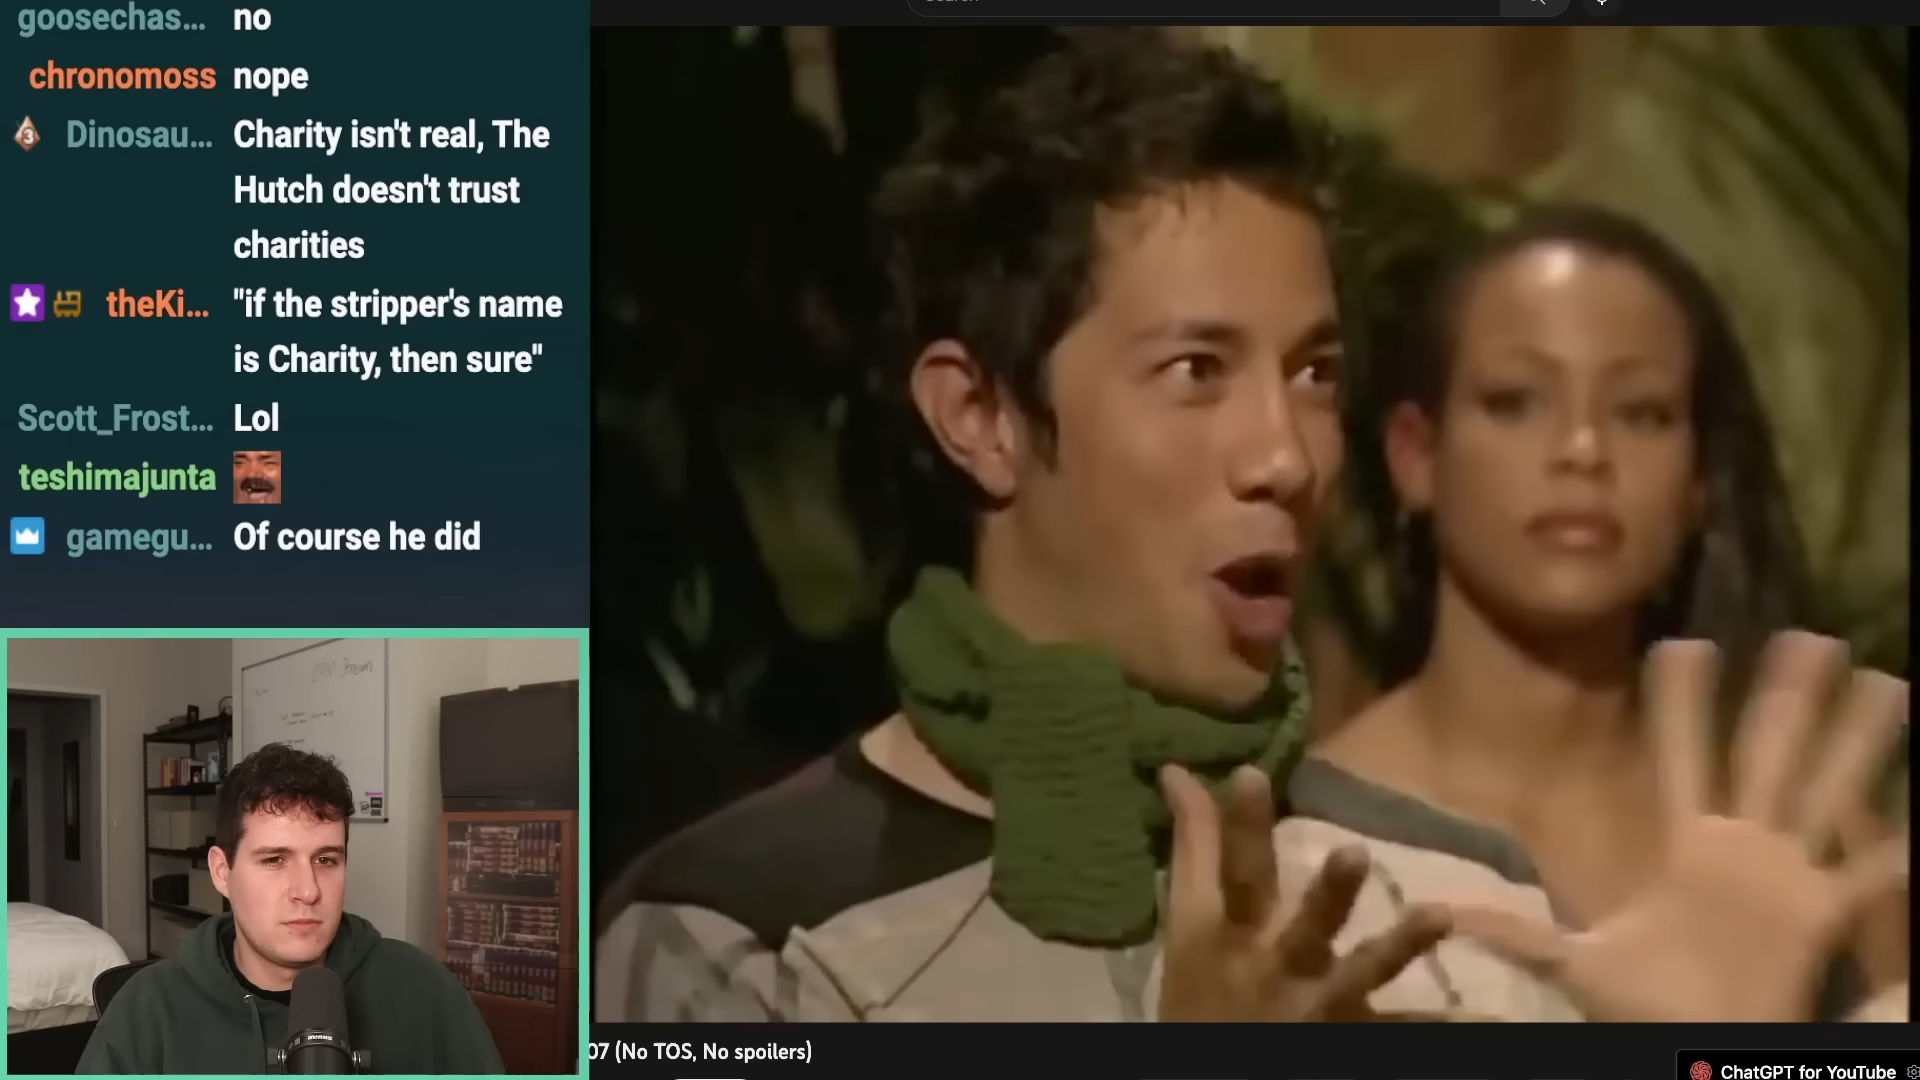 goosechas... no
chronomoss nope
Dinosau... Charity isn't real, The
Hutch doesn't trust
charities
theKi... "if the stripper's name
is Charity, then sure"
Scott_Frost... Lol
teshimajunta
gamegu... Of course he did
07 (No TOS, No spoilers)
ChatGPT for YouTube